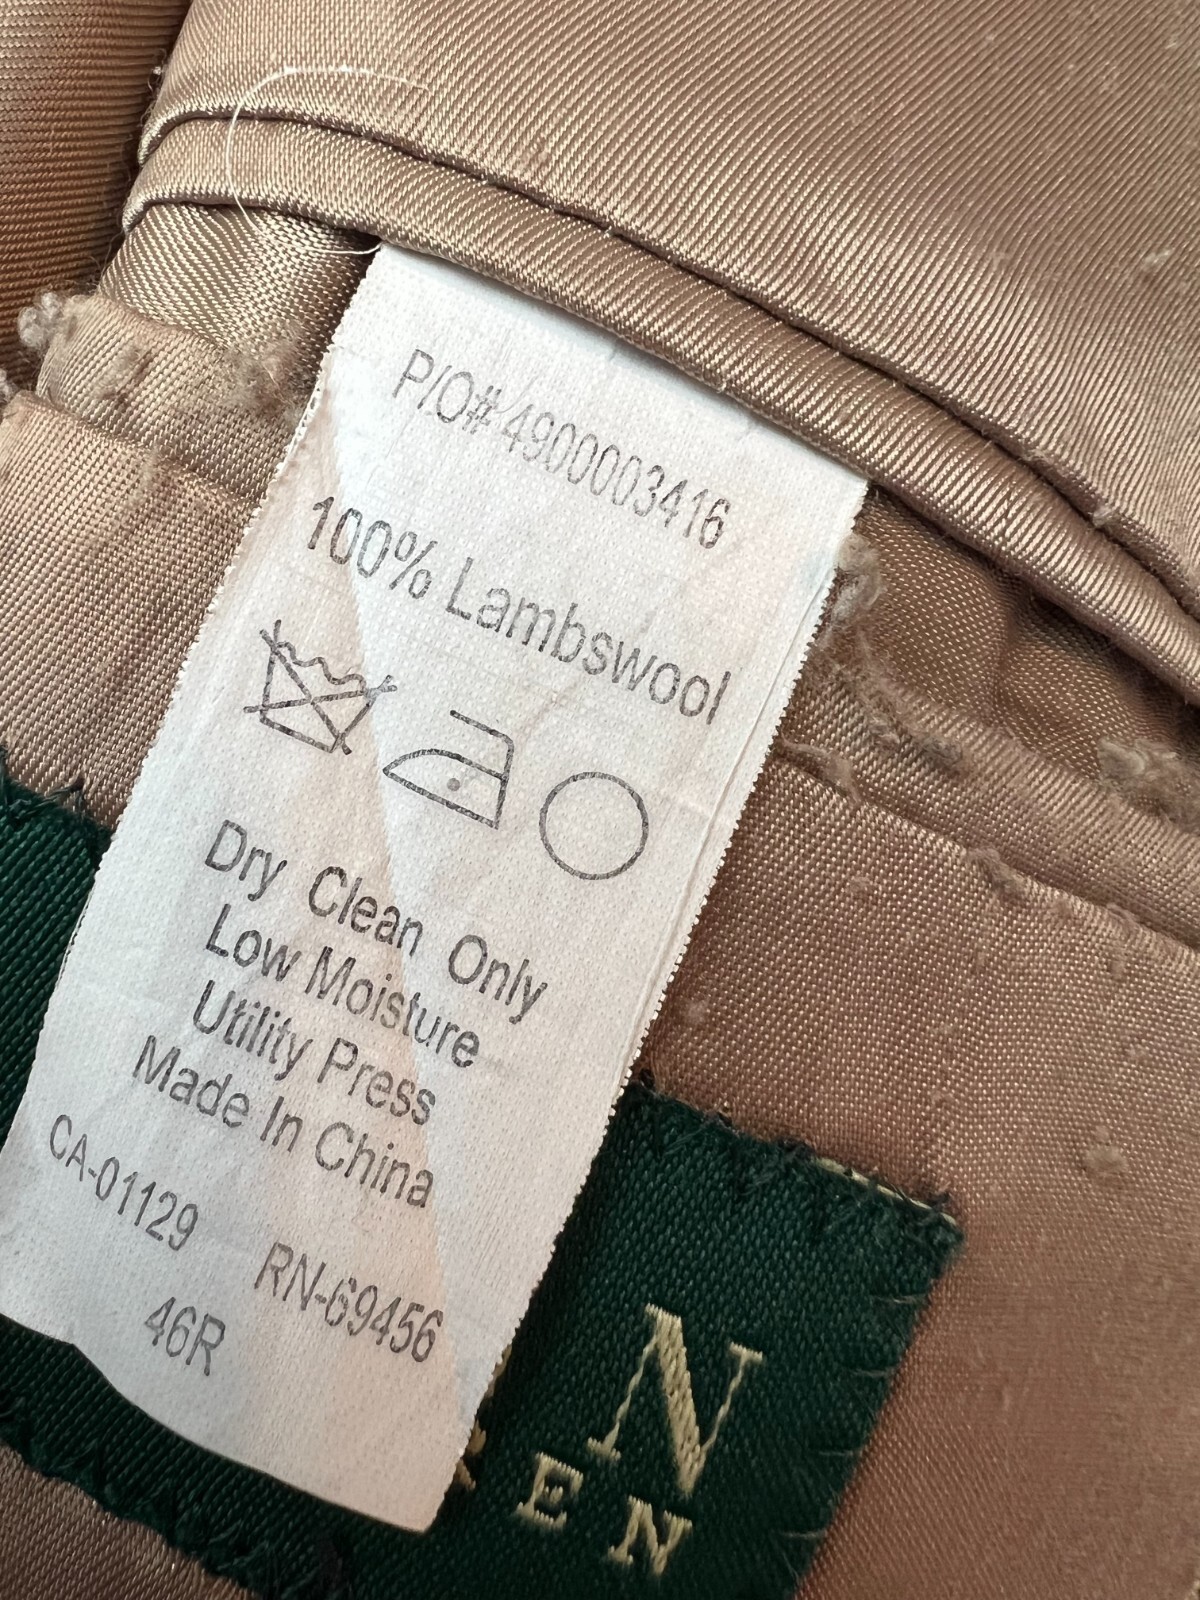 P/O# 4900003416
100% Lambswool
Dry Clean Only
Low Moisture
Utility Press
Made In China
CA-01129 RN-69456
46R
N
EN